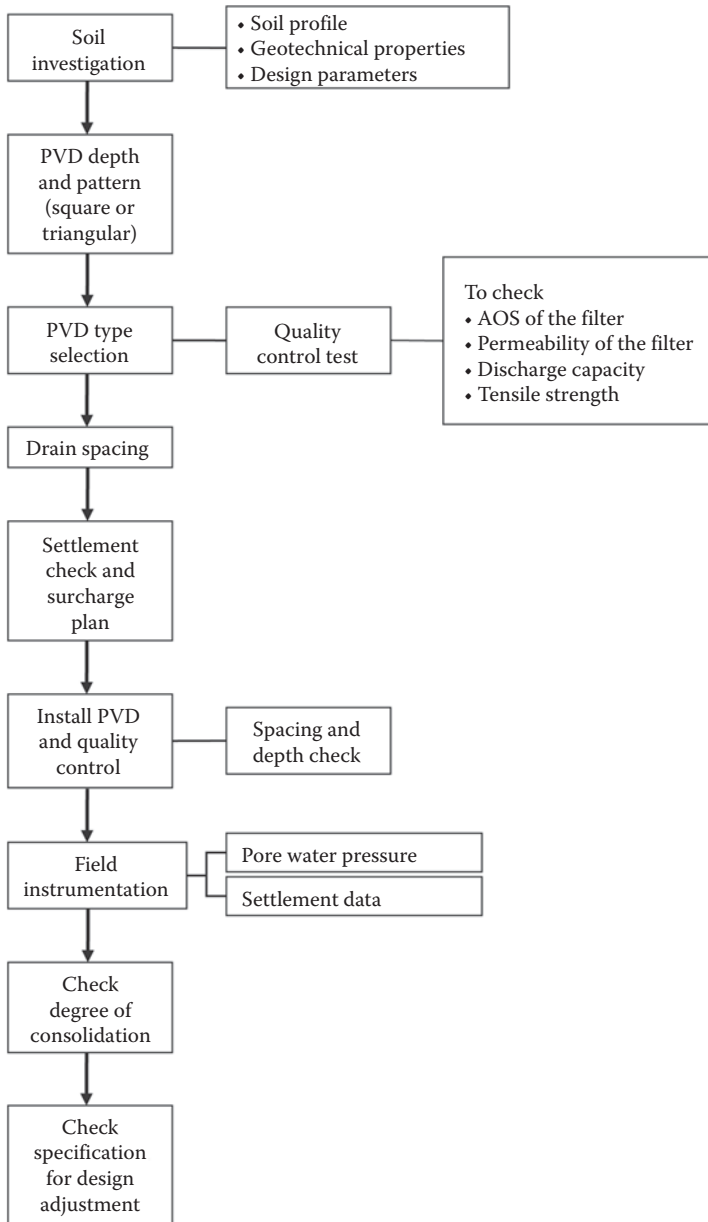 Soil
investigation
• Soil profile
• Geotechnical properties
• Design parameters
PVD depth
and pattern
(square or
triangular)
PVD type
selection
Quality
control test
To check
• AOS of the filter
• Permeability of the filter
• Discharge capacity
• Tensile strength
Drain spacing
Settlement
check and
surcharge
plan
Install PVD
and quality
control
Spacing and
depth check
Field
instrumentation
Pore water pressure
Settlement data
Check
degree of
consolidation
Check
specification
for design
adjustment